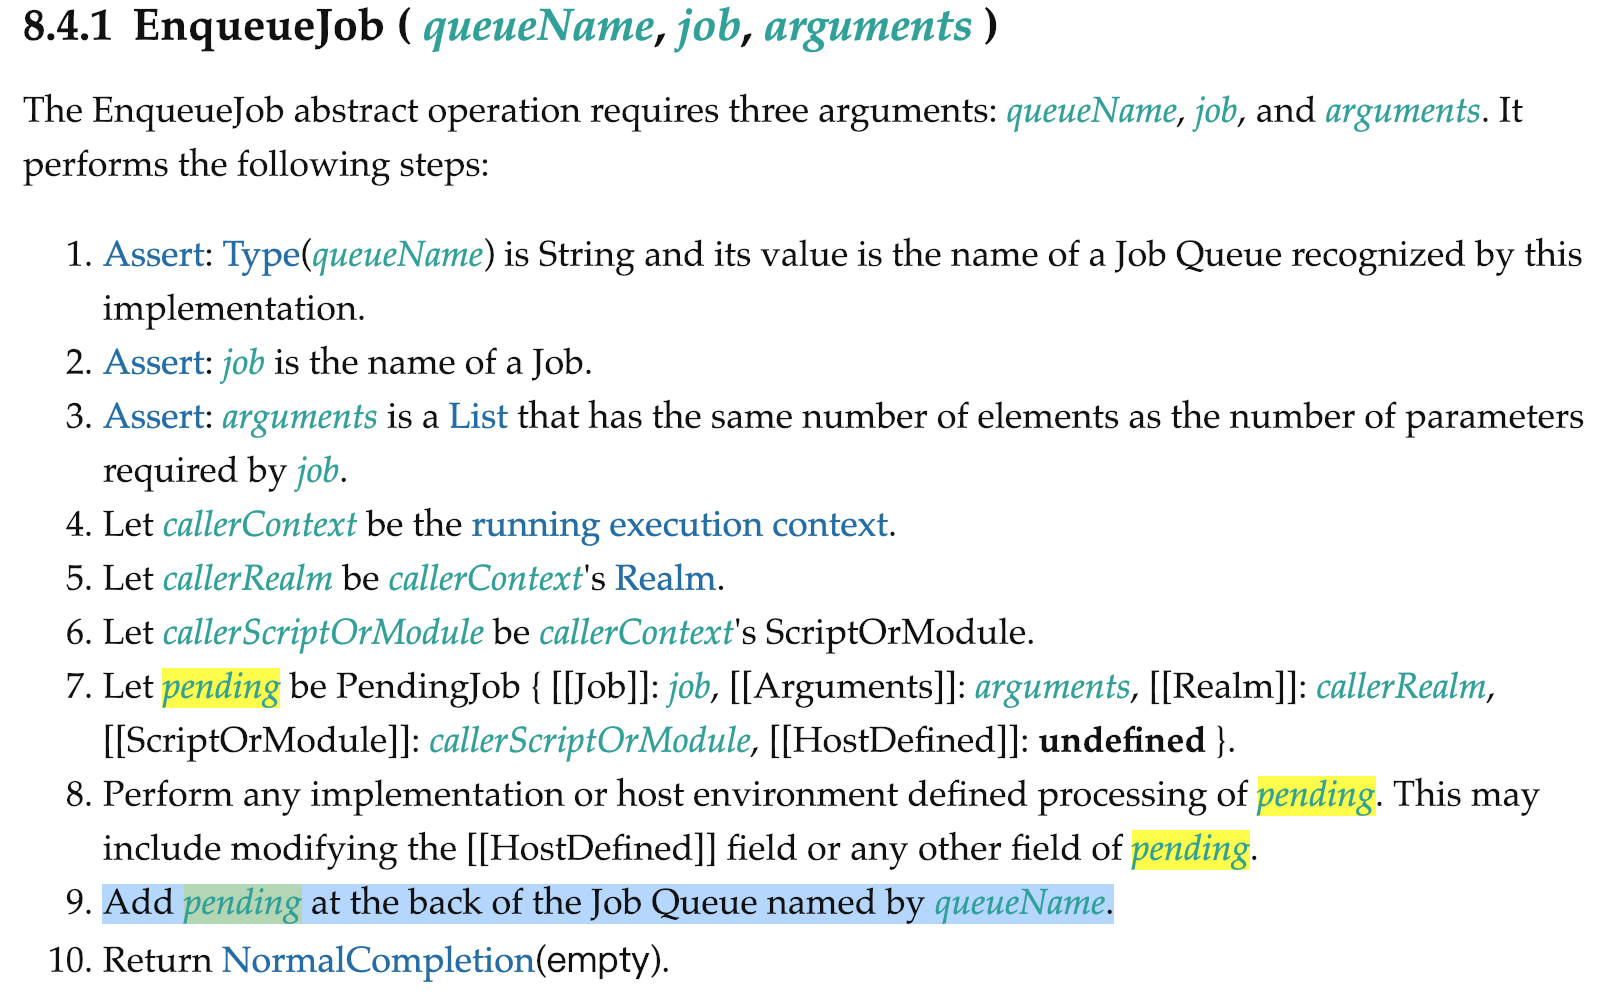 8.4.1 EnqueueJob ( queueName, job, arguments )
The EnqueueJob abstract operation requires three arguments: queueName, job, and arguments. It
performs the following steps:
1. Assert: Type(queueName) is String and its value is the name of a Job Queue recognized by this
implementation.
2. Assert: job is the name of a Job.
3. Assert: arguments is a List that has the same number of elements as the number of parameters
required by job.
4. Let callerContext be the running execution context.
5. Let callerRealm be callerContext's Realm.
6. Let callerScriptOrModule be callerContext's ScriptOrModule.
7. Let pending be PendingJob { [[Job]]: job, [[Arguments]]: arguments, [[Realm]]: callerRealm,
[[ScriptOrModule]]: callerScriptOrModule, [[HostDefined]]: undefined }.
8. Perform any implementation or host environment defined processing of pending. This may
include modifying the [[HostDefined]] field or any other field of pending.
9. Add pending at the back of the Job Queue named by queueName.
10. Return NormalCompletion(empty).